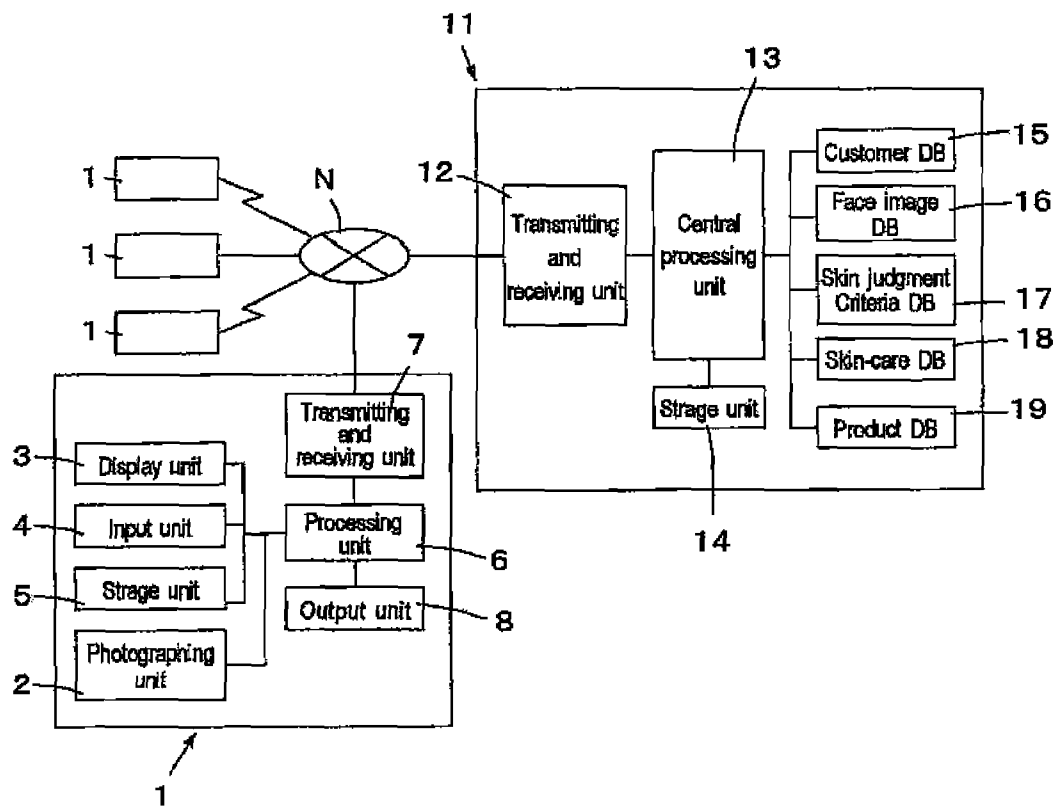 11
13
15
Customer DB
1
N
12
Face image
DB
16
Transmitting
and
receiving unit
Central
processing
unit
1
Skin judgment
Criteria DB
17
1
7
18
Skin-care DB
Transmitting
and
receiving unit
Strage unit
19
Product DB
3
Display unit
4
Input unit
Processing
unit
6
14
5
Strage unit
Output unit
8
Photographing
unit
2
1